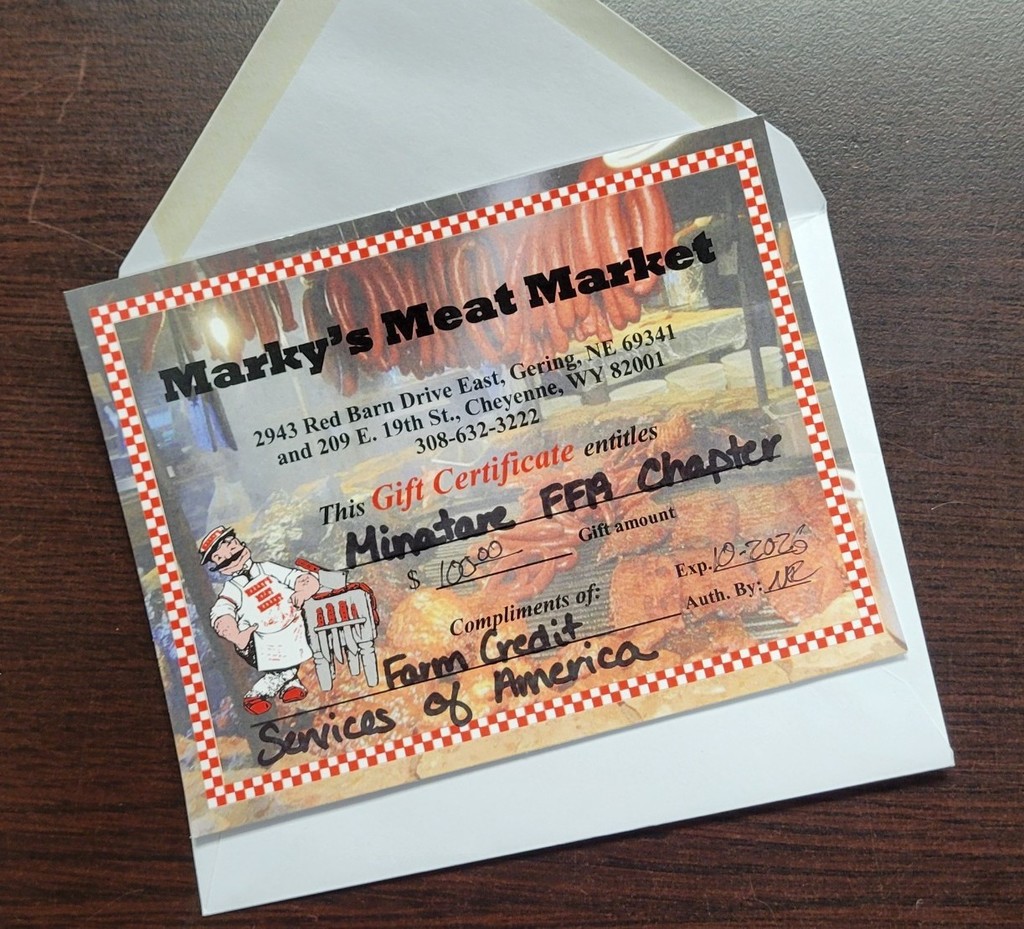 Marky's Meat Market
2943 Red Barn Drive East, Gering, NE 69341
and 209 E. 19th St., Cheyenne, WY 82001
308-632-3222
This Gift Certificate entitles
Minatare FFA Chapter
$ 100.00 Gift amount
Exp. 10-2026
Compliments of:
Auth. By: NR
Farm Credit
Services of America